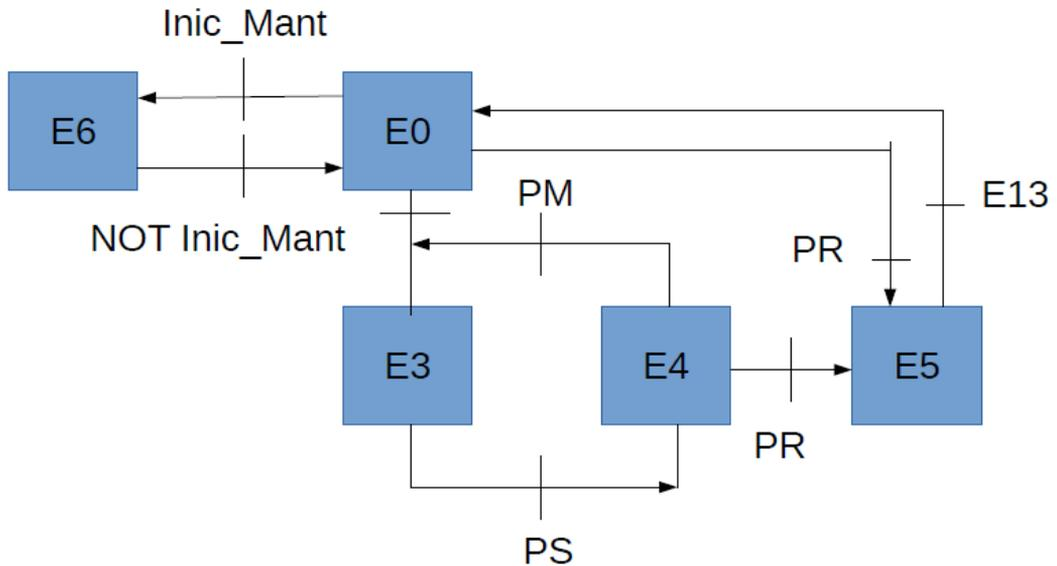 Inic_Mant
E6
E0
PM
E13
NOT Inic_Mant
PR
E3
E4
E5
PR
PS